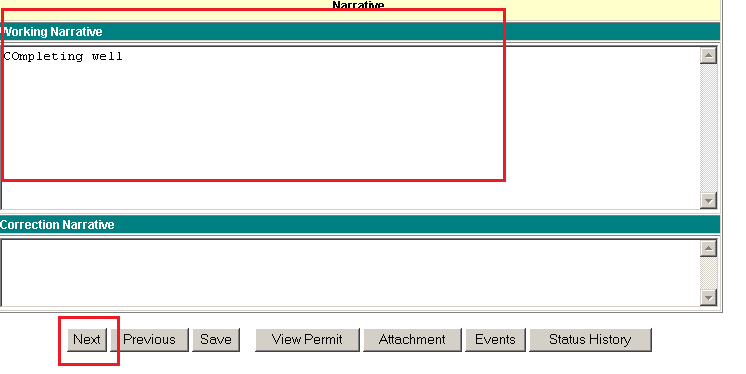 Narrative
Working Narrative
COmpleting well
Correction Narrative
Next Previous Save View Permit Attachment Events Status History